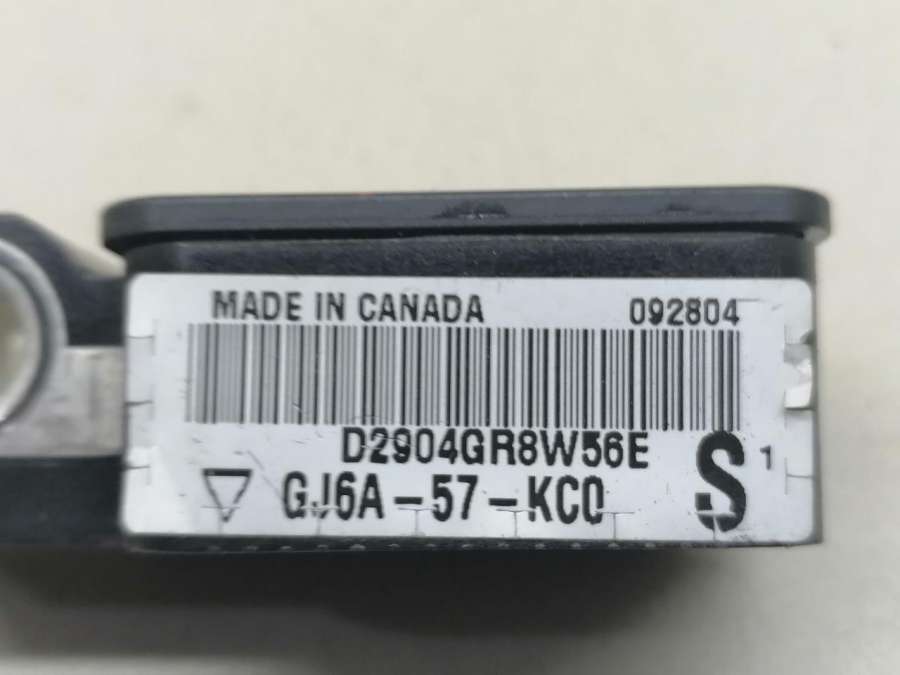 MADE IN CANADA 092804
D2904GR8W56E
GJ6A-57-KC0 S 1